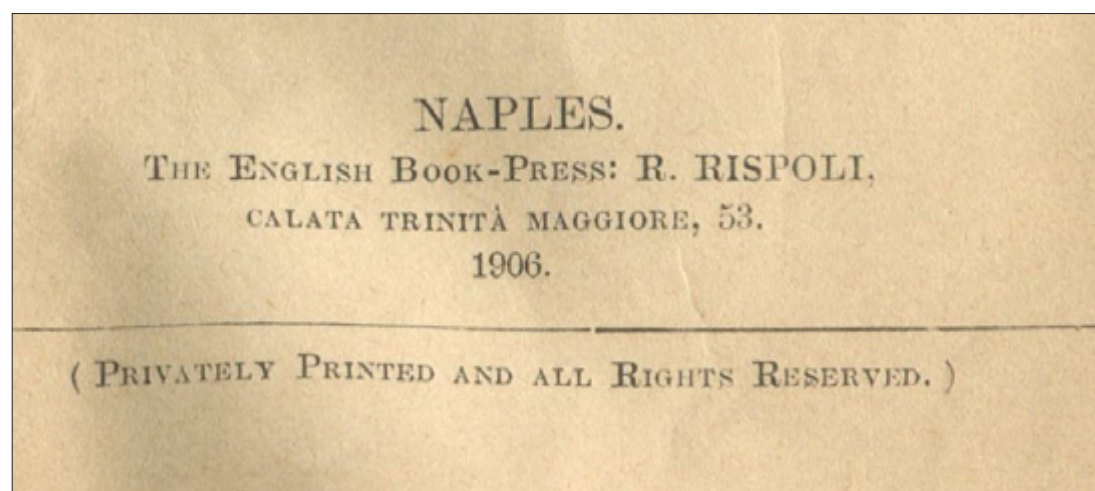 NAPLES.
THE ENGLISH BOOK-PRESS: R. RISPOLI,
CALATA TRINITÀ MAGGIORE, 53.
1906.
( PRIVATELY PRINTED AND ALL RIGHTS RESERVED. )